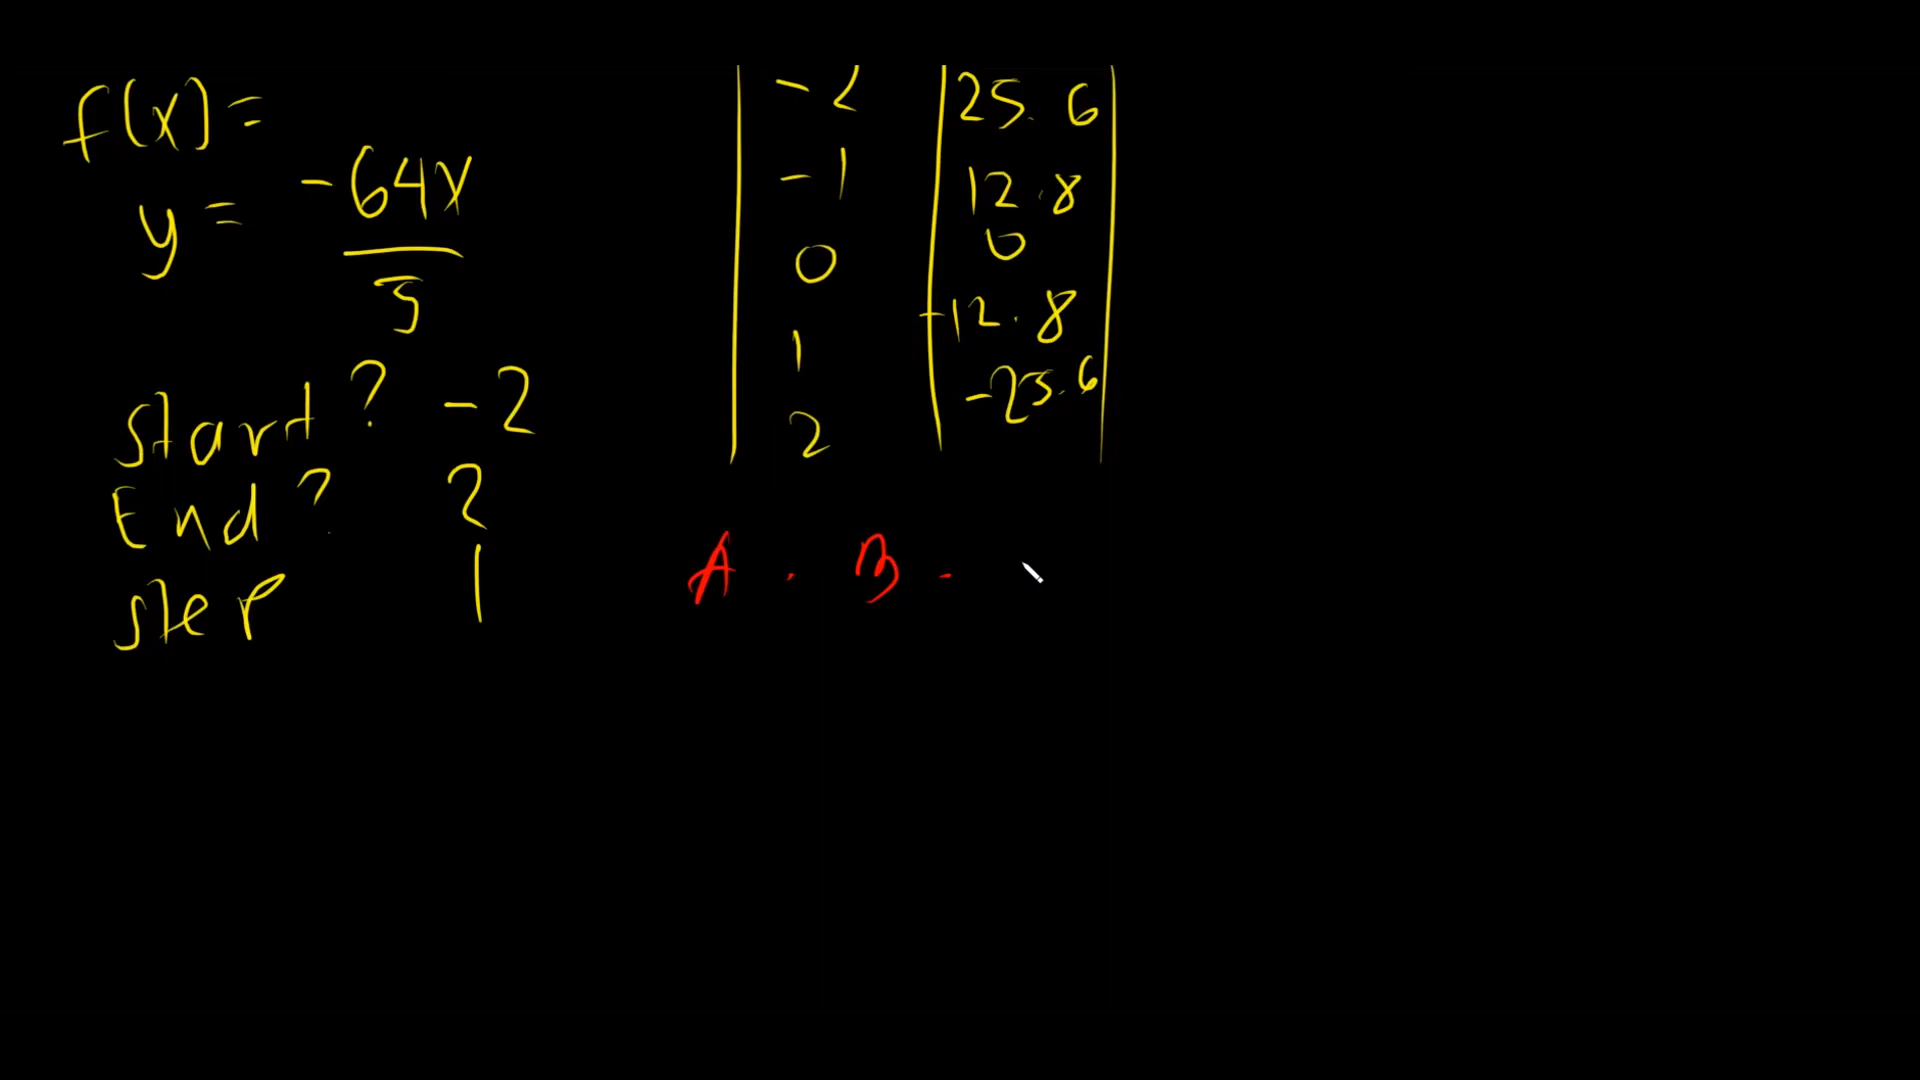 f(x)=
y = -64x
5
Start? -2
End? 2
Step 1
-2 25.6
-1 12.8
0 0
1 -12.8
2 -25.6
A . B .